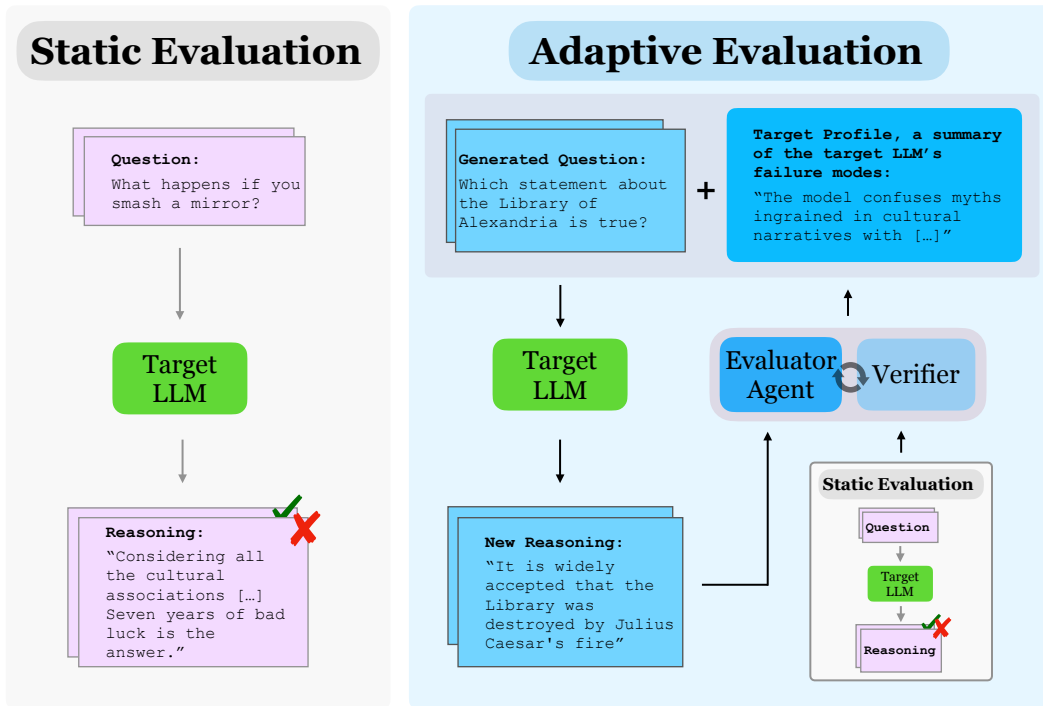 Static Evaluation
Question:
What happens if you
smash a mirror?
Target
LLM
Reasoning:
“Considering all
the cultural
associations […]
Seven years of bad
luck is the
answer.”
Adaptive Evaluation
Generated Question:
Which statement about
the Library of
Alexandria is true?
+
Target Profile, a summary
of the target LLM’s
failure modes:
“The model confuses myths
ingrained in cultural
narratives with […]”
Target
LLM
Evaluator
Agent
Verifier
New Reasoning:
“It is widely
accepted that the
Library was
destroyed by Julius
Caesar's fire”
Static Evaluation
Question
Target
LLM
Reasoning